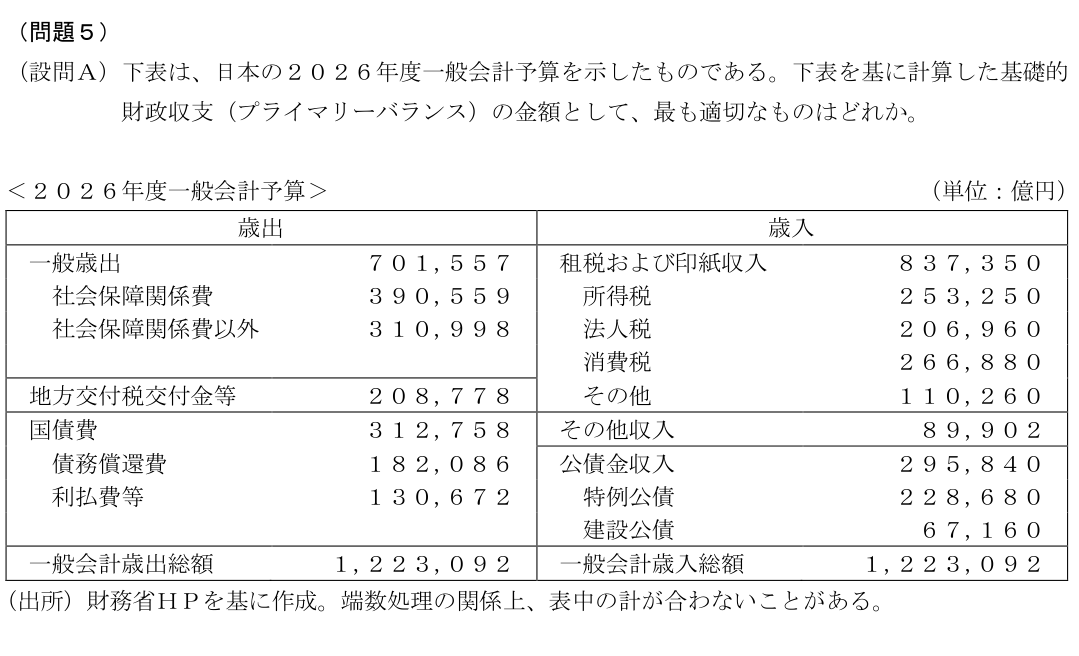 （問題５）
（設問Ａ）下表は、日本の２０２６年度一般会計予算を示したものである。下表を基に計算した基礎的
財政収支（プライマリーバランス）の金額として、最も適切なものはどれか。
＜２０２６年度一般会計予算＞ （単位：億円）
歳出 歳入
一般歳出 ７０１,５５７ 租税および印紙収入 ８３７,３５０
社会保障関係費 ３９０,５５９ 所得税 ２５３,２５０
社会保障関係費以外 ３１０,９９８ 法人税 ２０６,９６０
消費税 ２６６,８８０
地方交付税交付金等 ２０８,７７８ その他 １１０,２６０
国債費 ３１２,７５８ その他収入 ８９,９０２
債務償還費 １８２,０８６ 公債金収入 ２９５,８４０
利払費等 １３０,６７２ 特例公債 ２２８,６８０
建設公債 ６７,１６０
一般会計歳出総額 １,２２３,０９２ 一般会計歳入総額 １,２２３,０９２
（出所）財務省ＨＰを基に作成。端数処理の関係上、表中の計が合わないことがある。